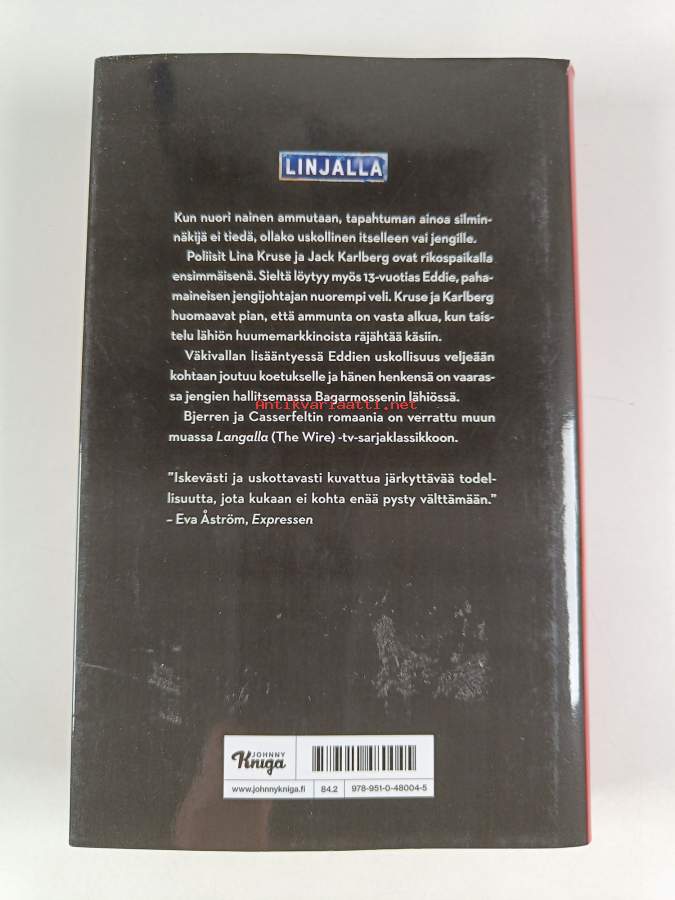 LINJALLA
Kun nuori nainen ammutaan, tapahtuman ainoa silmin-
näkijä ei tiedä, ollako uskollinen itselleen vai jengille.
Poliisit Lina Kruse ja Jack Karlberg ovat rikospaikalla
ensimmäisenä. Sieltä löytyy myös 13-vuotias Eddie, paha-
maineisen jengijohtajan nuorempi veli. Kruse ja Karlberg
huomaavat pian, että ammunta on vasta alkua, kun tais-
telu lähiön huumemarkkinoista räjähtää käsiin.
Väkivallan lisääntyessä Eddien uskollisuus veljeään
kohtaan joutuu koetukselle ja hänen henkensä on vaaras-
sa jengien hallitsemassa Bagarmossenin lähiössä.
Antikvariaatti.net
Bjerren ja Casserfeltin romaania on verrattu muun
muassa Langalla (The Wire) -tv-sarjaklassikkoon.
"Iskevästi ja uskottavasti kuvattua järkyttävää todel-
lisuutta, jota kukaan ei kohta enää pysty välttämään."
– Eva Åström, Expressen
JOHNNY
Kniga
www.johnnykniga.fi 84.2 978-951-0-48004-5